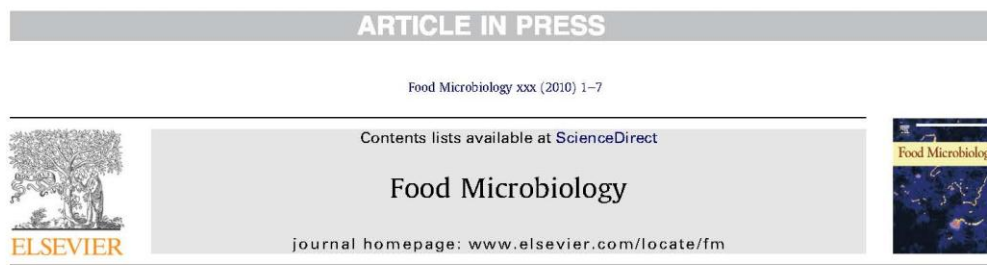 ARTICLE IN PRESS
Food Microbiology xxx (2010) 1–7
Contents lists available at ScienceDirect
Food Microbiology
journal homepage: www.elsevier.com/locate/fm
ELSEVIER
Food Microbiolog